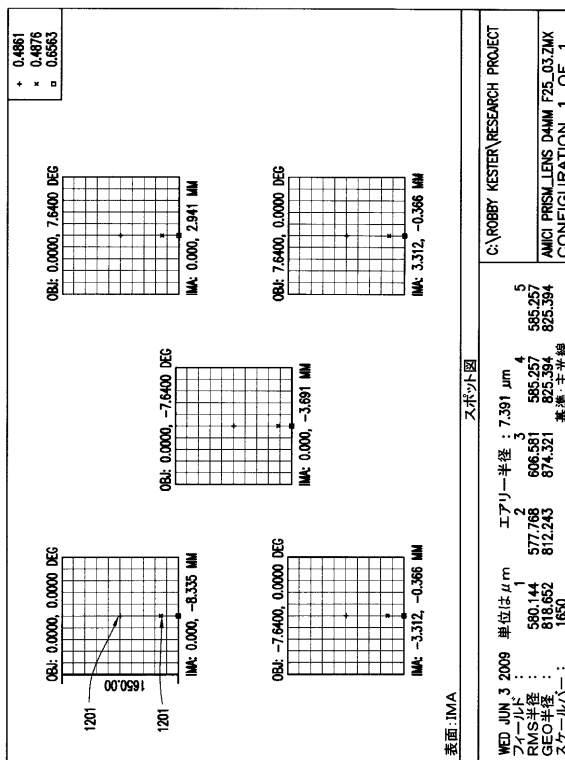 + 0.4861
× 0.4876
□ 0.6563
OBJ: 0.0000, 0.0000 DEG
1650.00
1201
1201
IMA: 0.000, -8.335 MM
OBJ: 0.0000, 7.6400 DEG
IMA: 0.000, 2.941 MM
OBJ: 0.0000, -7.6400 DEG
IMA: 0.000, -3.691 MM
OBJ: -7.6400, 0.0000 DEG
IMA: -3.312, -0.366 MM
OBJ: 7.6400, 0.0000 DEG
IMA: 3.312, -0.366 MM
表面:IMA
スポット図
WED JUN 3 2009 単位はμm エアリー半径 : 7.391 μm
フィールド : 1 2 3 4 5
RMS半径 : 580.144 577.768 606.581 585.257 585.257
GEO半径 : 818.652 812.243 874.321 825.394 825.394
スケールバー : 1650 基準:主光線
C:\ROBBY KESTER\RESEARCH PROJECT
AMICI PRISM_LENS D4MM F25_03.ZMX
CONFIGURATION 1 OF 1